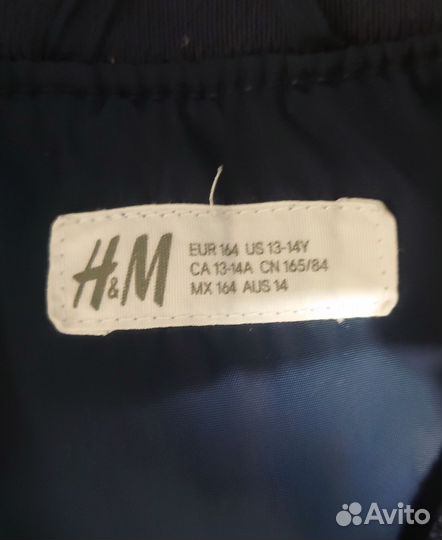 H&M
EUR 164 US 13-14Y
CA 13-14A CN 165/84
MX 164 AUS 14
Avito